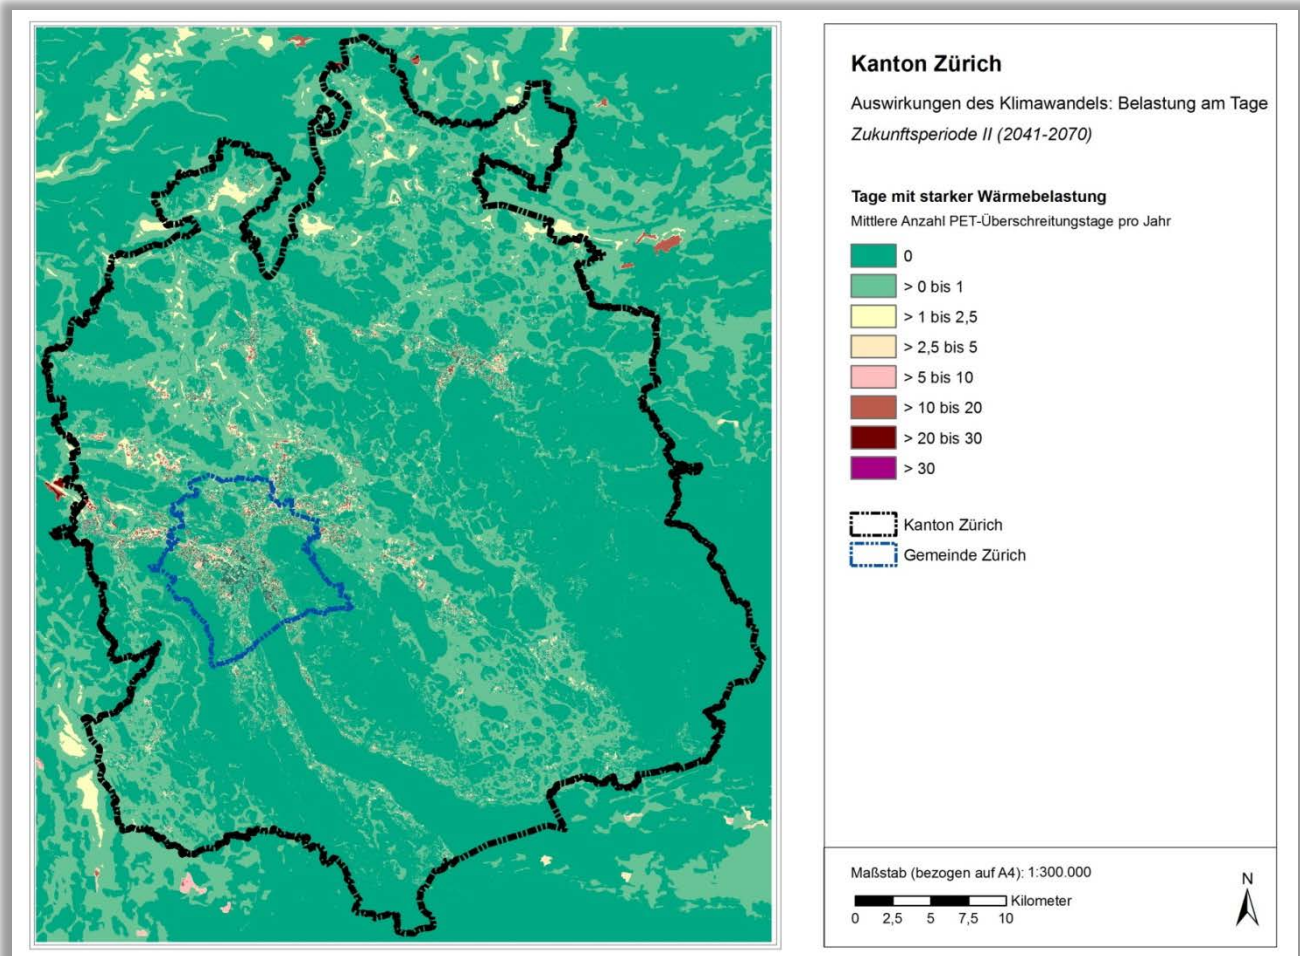 Kanton Zürich
Auswirkungen des Klimawandels: Belastung am Tage
Zukunftsperiode II (2041-2070)
Tage mit starker Wärmebelastung
Mittlere Anzahl PET-Überschreitungstage pro Jahr
0
> 0 bis 1
> 1 bis 2,5
> 2,5 bis 5
> 5 bis 10
> 10 bis 20
> 20 bis 30
> 30
Kanton Zürich
Gemeinde Zürich
Maßstab (bezogen auf A4): 1:300.000
Kilometer
0 2,5 5 7,5 10
N